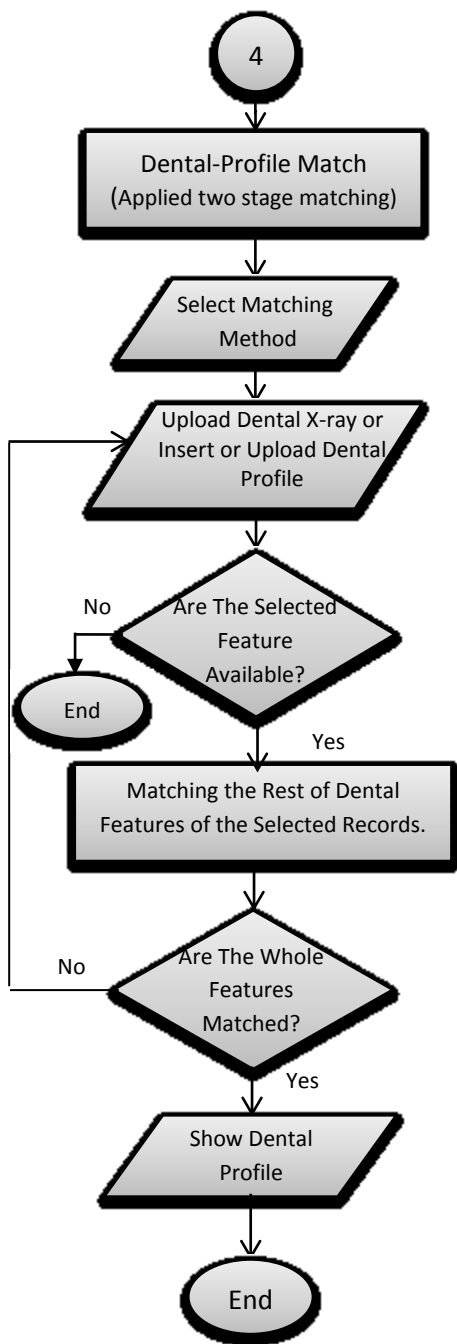 4
Dental-Profile Match
(Applied two stage matching)
Select Matching
Method
Upload Dental X-ray or
Insert or Upload Dental
Profile
No
Are The Selected
Feature
Available?
End
Yes
Matching the Rest of Dental
Features of the Selected Records.
No
Are The Whole
Features
Matched?
Yes
Show Dental
Profile
End